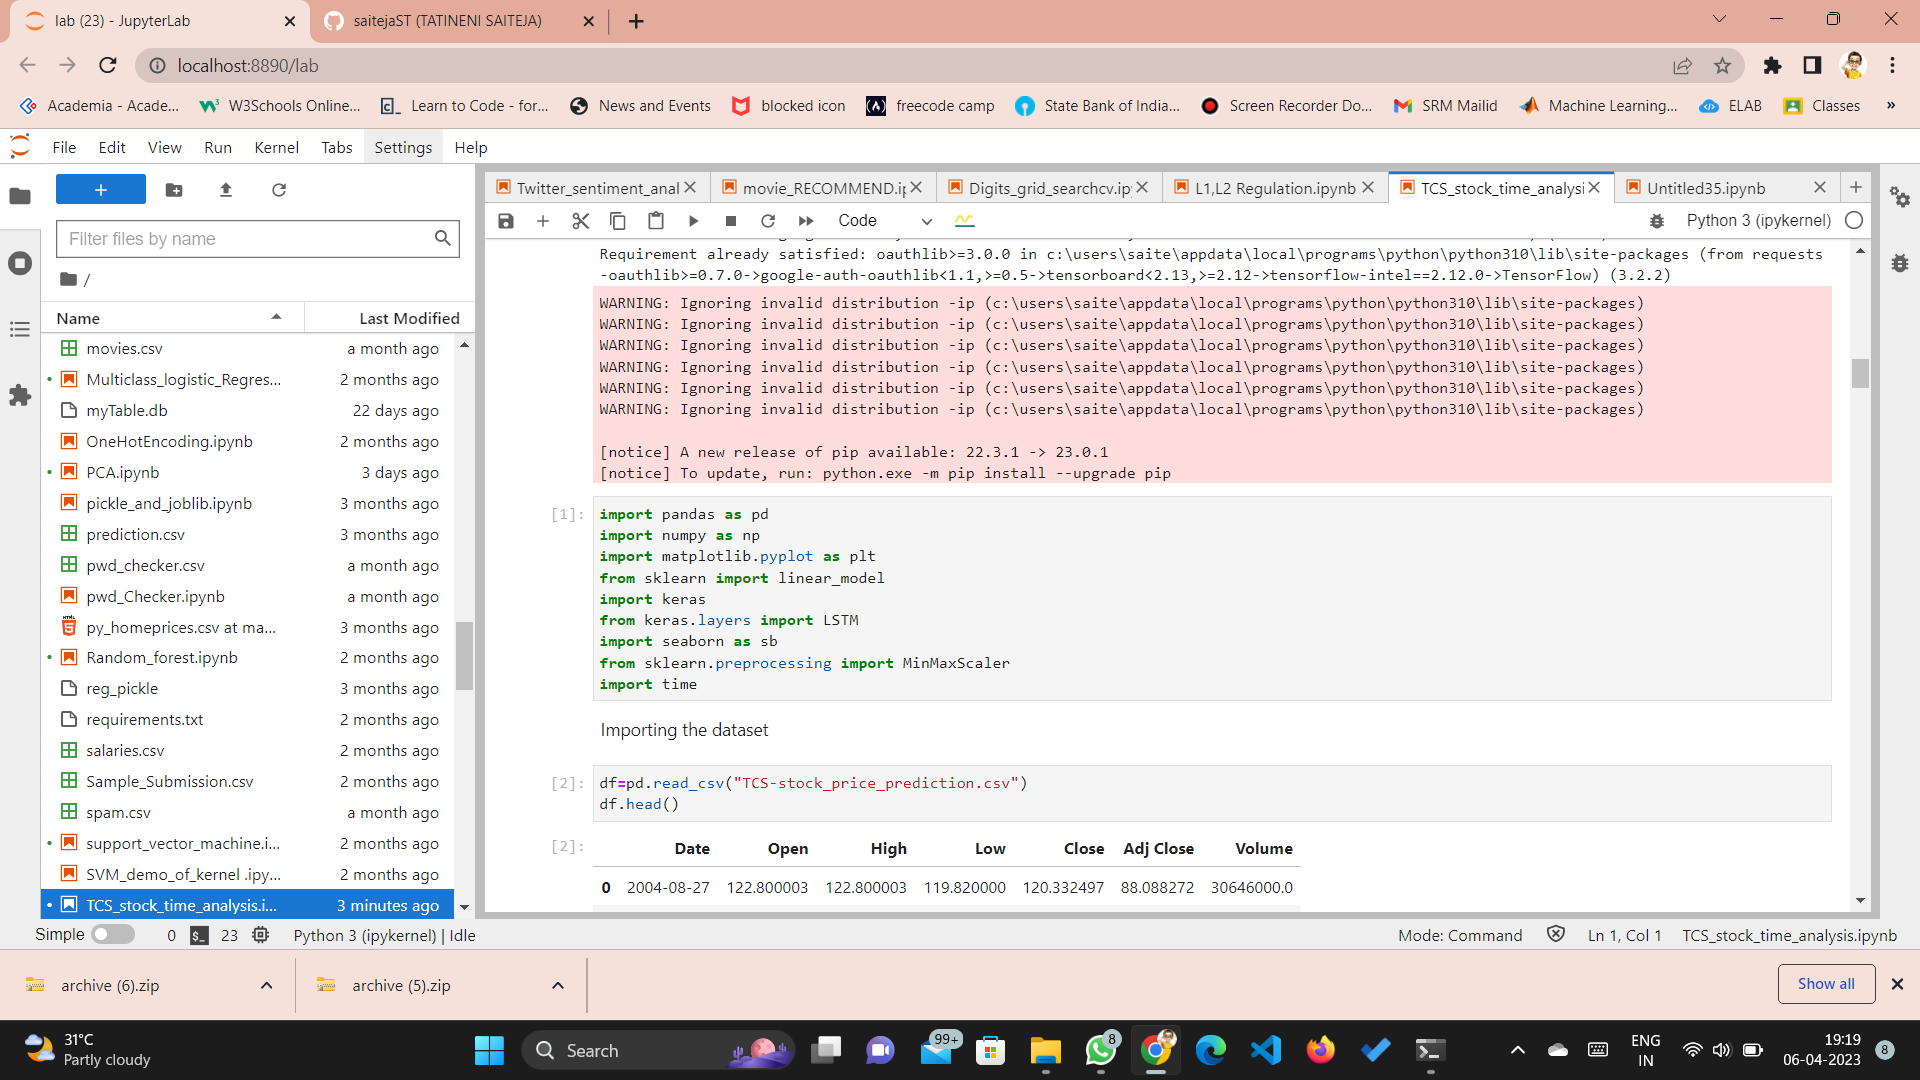 lab (23) - JupyterLab
saitejaST (TATINENI SAITEJA)
localhost:8890/lab
Academia - Acade...
W3Schools Online...
Learn to Code - for...
News and Events
blocked icon
freecode camp
State Bank of India...
Screen Recorder Do...
SRM Mailid
Machine Learning...
ELAB
Classes
»
File Edit View Run Kernel Tabs Settings Help
Filter files by name
/
Name Last Modified
movies.csv a month ago
Multiclass_logistic_Regres... 2 months ago
myTable.db 22 days ago
OneHotEncoding.ipynb 2 months ago
PCA.ipynb 3 days ago
pickle_and_joblib.ipynb 3 months ago
prediction.csv 3 months ago
pwd_checker.csv a month ago
pwd_Checker.ipynb a month ago
py_homeprices.csv at ma... 3 months ago
Random_forest.ipynb 2 months ago
reg_pickle 3 months ago
requirements.txt 2 months ago
salaries.csv 2 months ago
Sample_Submission.csv 2 months ago
spam.csv a month ago
support_vector_machine.i... 2 months ago
SVM_demo_of_kernel .ipy... 2 months ago
TCS_stock_time_analysis.i... 3 minutes ago
Twitter_sentiment_anal
movie_RECOMMEND.ip
Digits_grid_searchcv.ip
L1,L2 Regulation.ipynb
TCS_stock_time_analysi
Untitled35.ipynb
Code
Python 3 (ipykernel)
Requirement already satisfied: oauthlib>=3.0.0 in c:\users\saite\appdata\local\programs\python\python310\lib\site-packages (from requests
-oauthlib>=0.7.0->google-auth-oauthlib<1.1,>=0.5->tensorboard<2.13,>=2.12->tensorflow-intel==2.12.0->TensorFlow) (3.2.2)
WARNING: Ignoring invalid distribution -ip (c:\users\saite\appdata\local\programs\python\python310\lib\site-packages)
WARNING: Ignoring invalid distribution -ip (c:\users\saite\appdata\local\programs\python\python310\lib\site-packages)
WARNING: Ignoring invalid distribution -ip (c:\users\saite\appdata\local\programs\python\python310\lib\site-packages)
WARNING: Ignoring invalid distribution -ip (c:\users\saite\appdata\local\programs\python\python310\lib\site-packages)
WARNING: Ignoring invalid distribution -ip (c:\users\saite\appdata\local\programs\python\python310\lib\site-packages)
WARNING: Ignoring invalid distribution -ip (c:\users\saite\appdata\local\programs\python\python310\lib\site-packages)
[notice] A new release of pip available: 22.3.1 -> 23.0.1
[notice] To update, run: python.exe -m pip install --upgrade pip
[1]: import pandas as pd
import numpy as np
import matplotlib.pyplot as plt
from sklearn import linear_model
import keras
from keras.layers import LSTM
import seaborn as sb
from sklearn.preprocessing import MinMaxScaler
import time
Importing the dataset
[2]: df=pd.read_csv("TCS-stock_price_prediction.csv")
df.head()
[2]: Date Open High Low Close Adj Close Volume
0 2004-08-27 122.800003 122.800003 119.820000 120.332497 88.088272 30646000.0
Simple 0 $_ 23 Python 3 (ipykernel) | Idle
Mode: Command Ln 1, Col 1 TCS_stock_time_analysis.ipynb
archive (6).zip
archive (5).zip
Show all
31°C
Partly cloudy
Search
99+
8
ENG
IN
19:19
06-04-2023
8